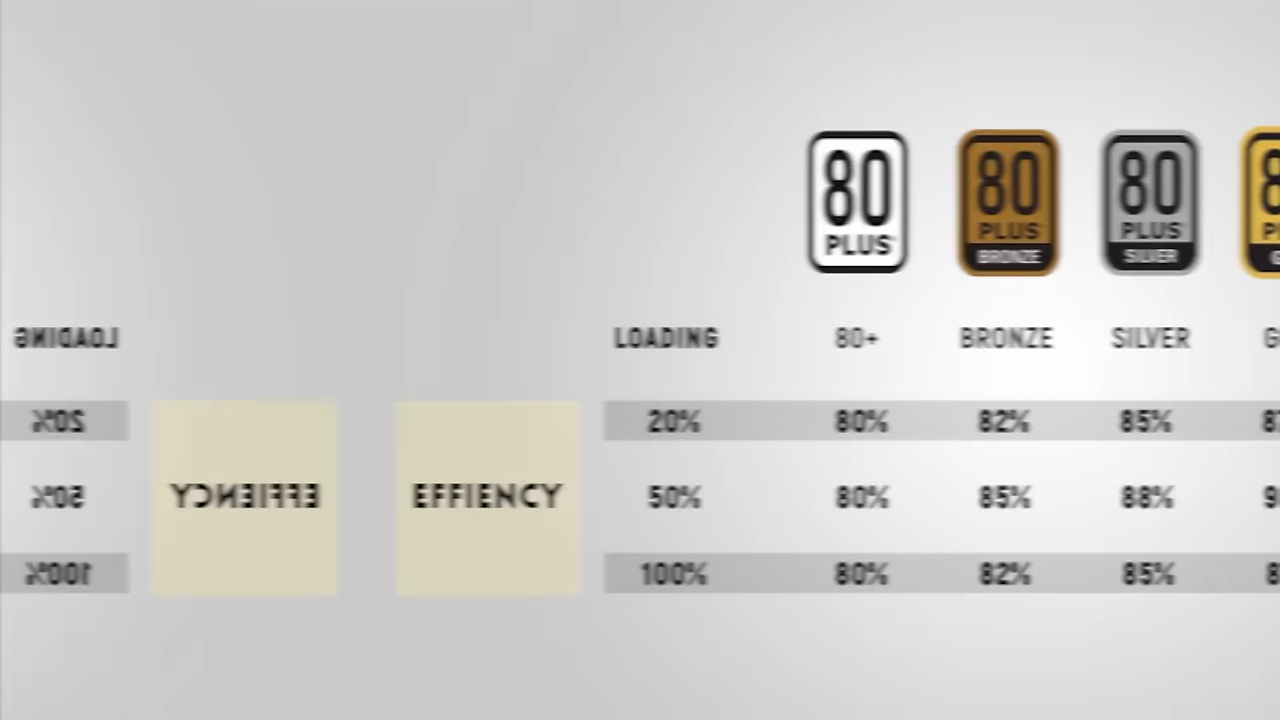 80 PLUS
80 PLUS BRONZE
80 PLUS SILVER
LOADING LOADING 80+ BRONZE SILVER
20% 20% 80% 82% 85%
EFFIENCY EFFIENCY
50% 50% 80% 85% 88%
100% 100% 80% 82% 85%